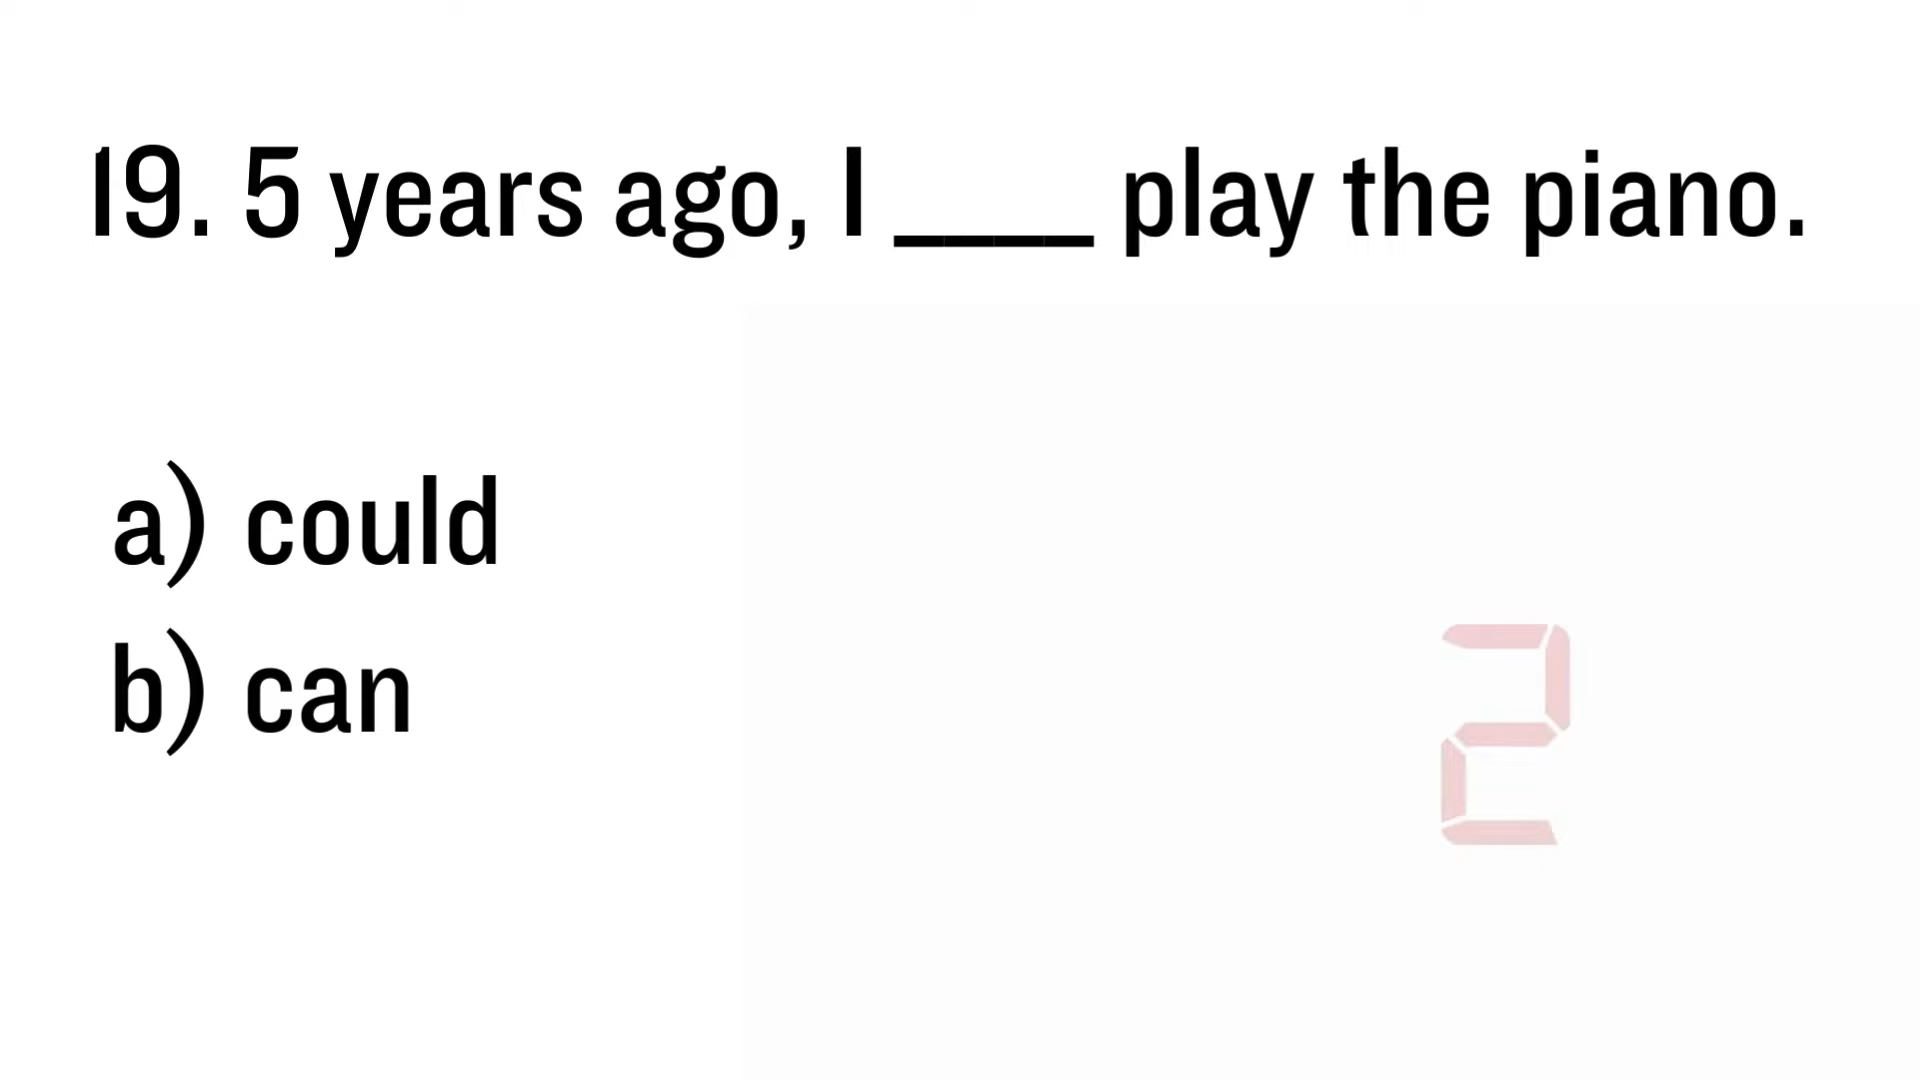 19. 5 years ago, I ____ play the piano.
a) could
b) can
2